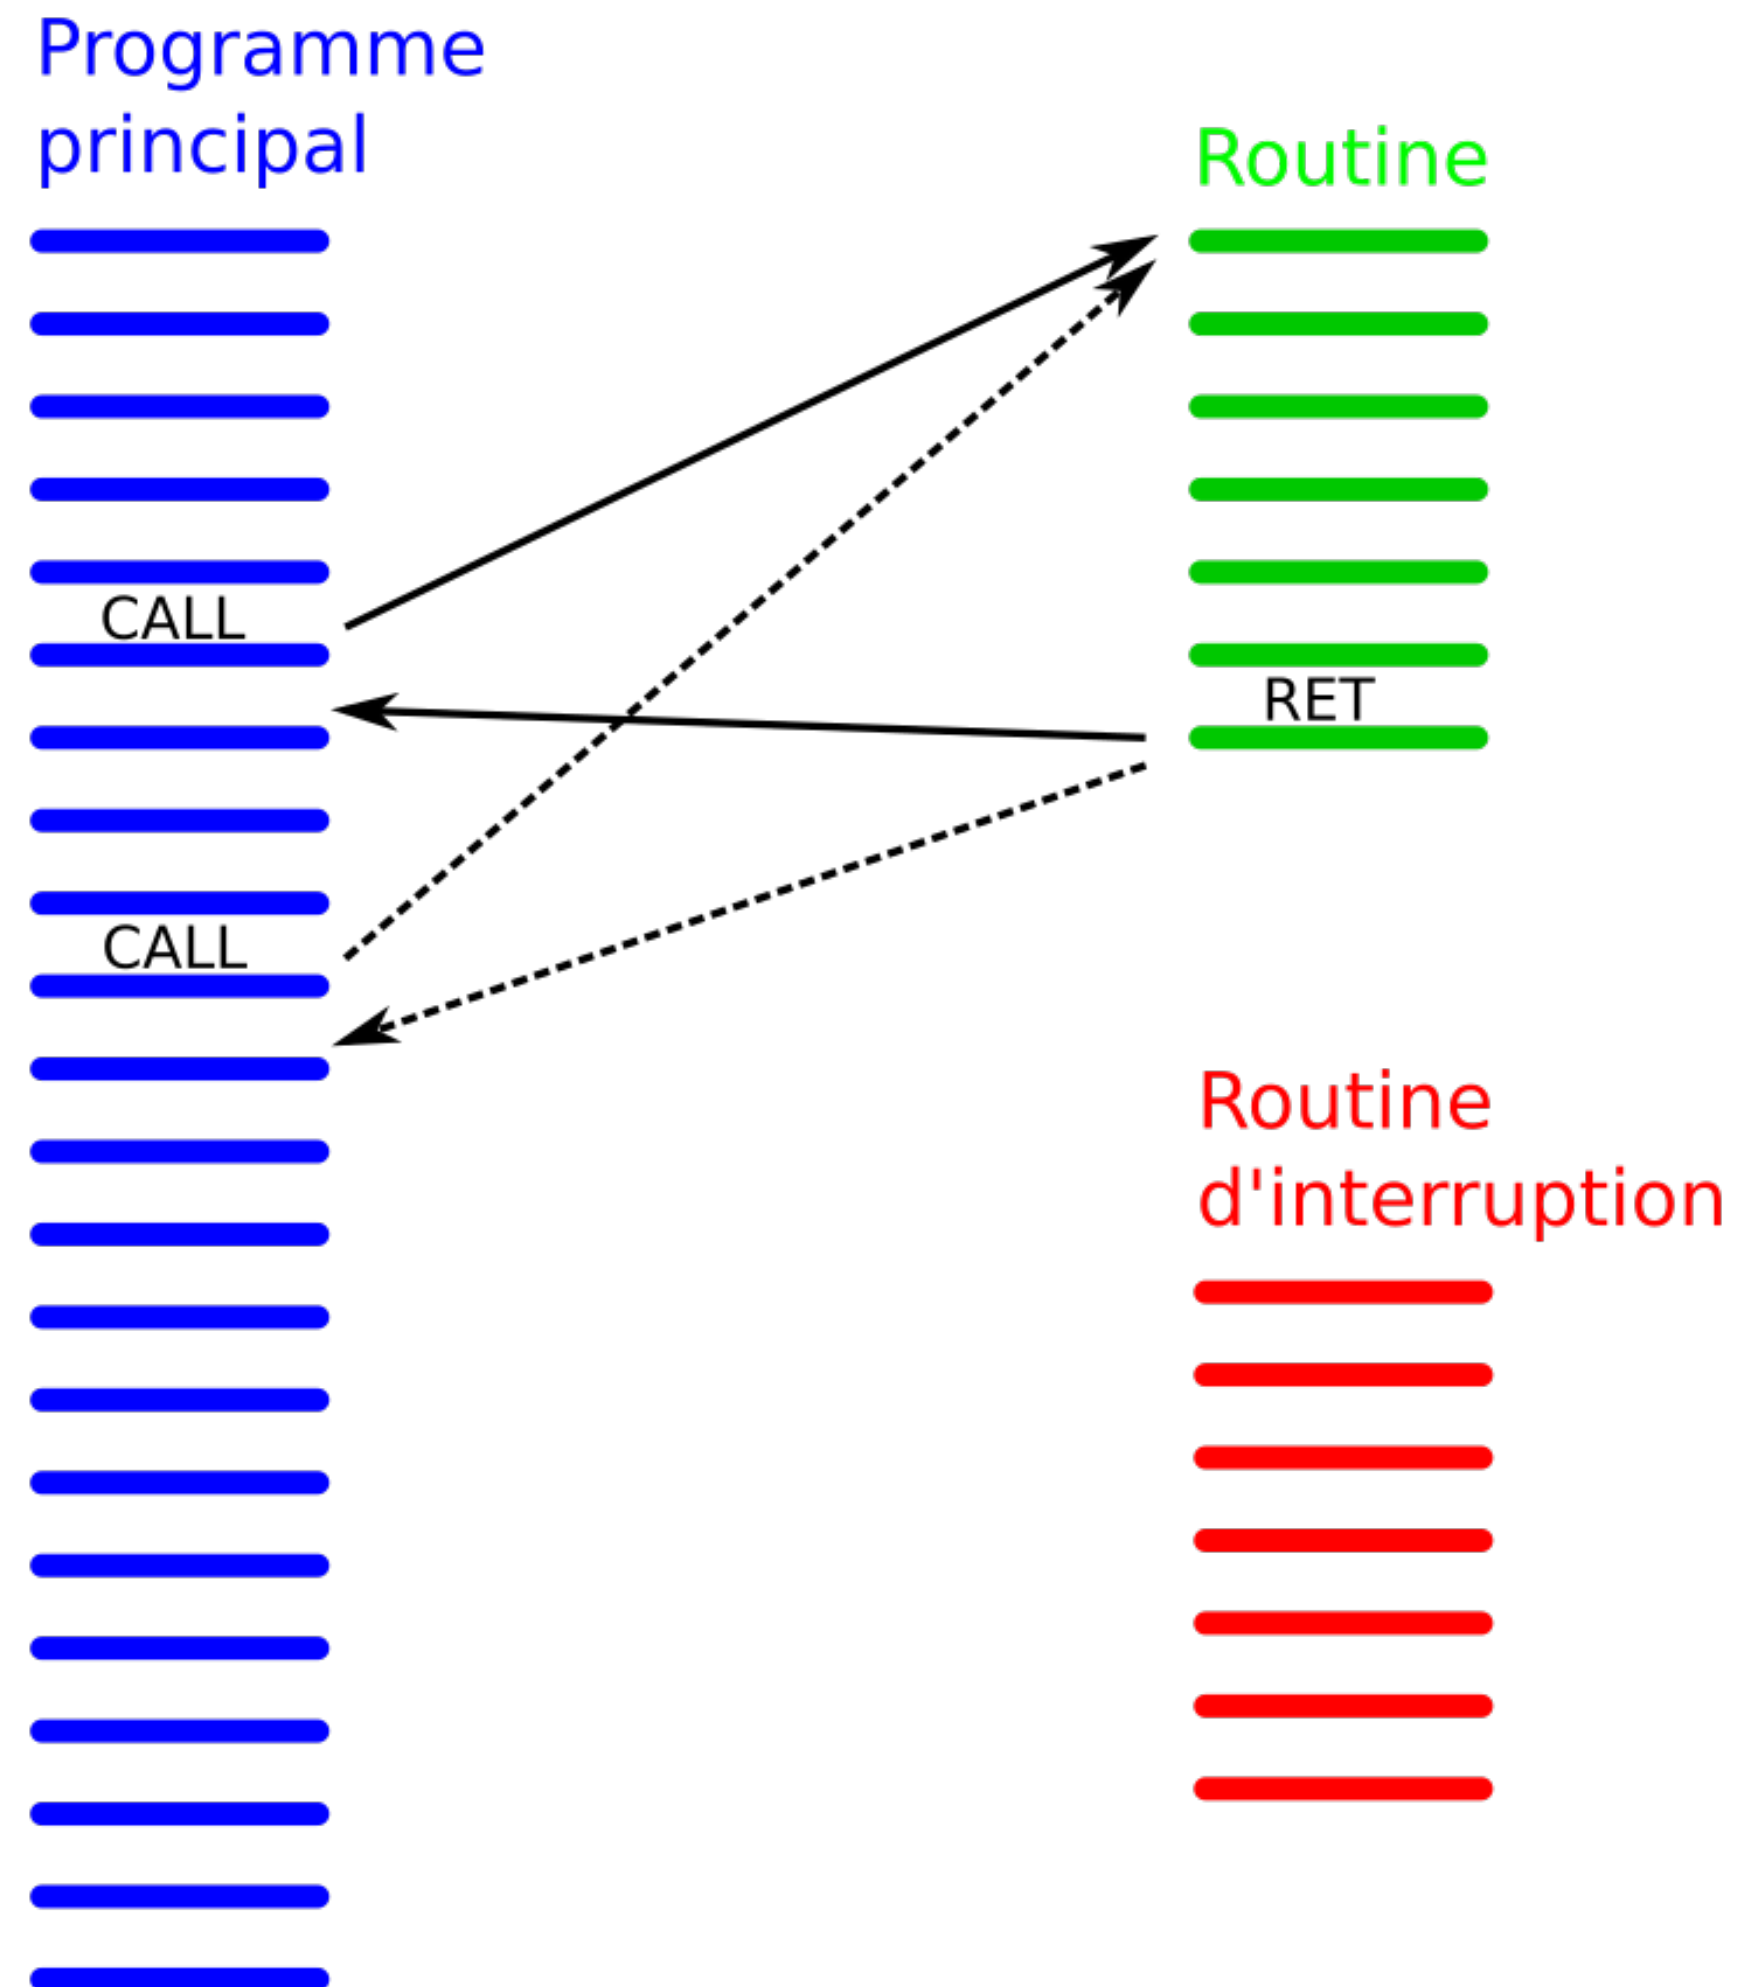 Programme
principal
Routine
CALL
RET
CALL
Routine
d'interruption